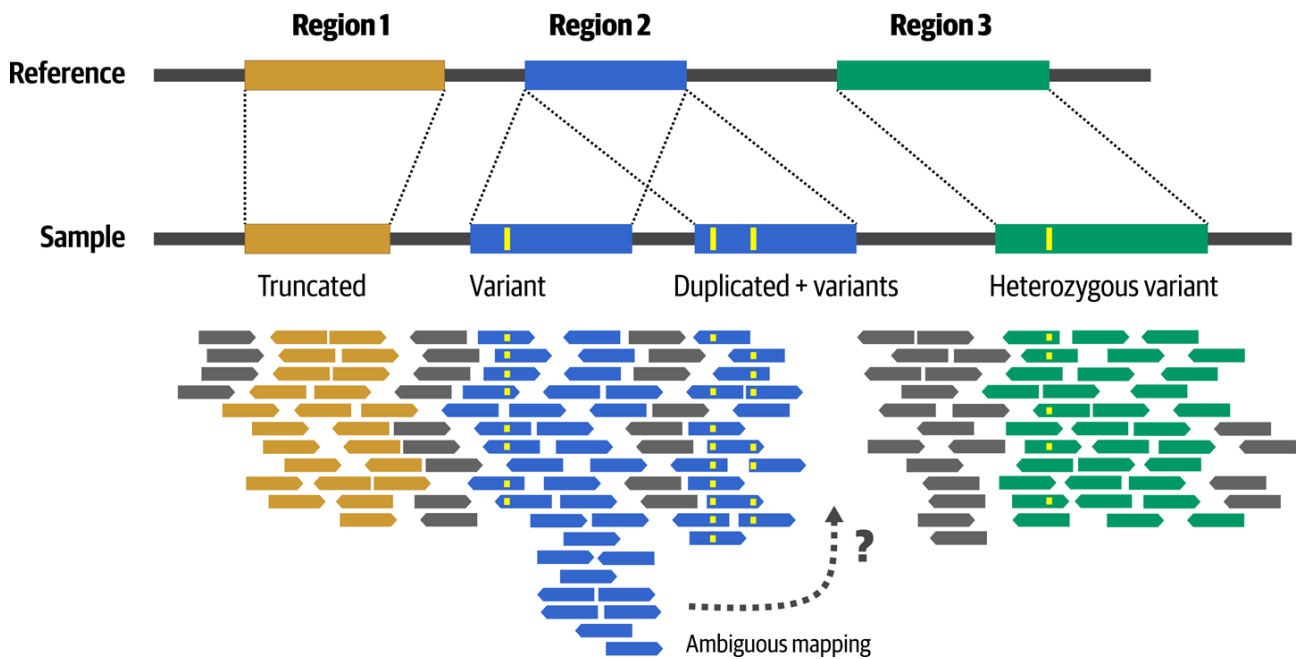 Region 1
Region 2
Region 3
Reference
Sample
Truncated
Variant
Duplicated + variants
Heterozygous variant
?
Ambiguous mapping